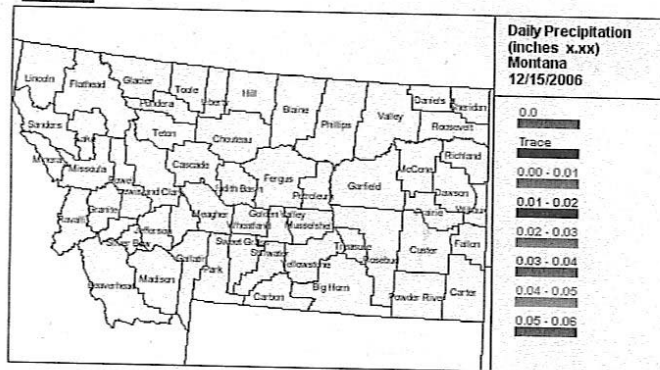 Daily Precipitation
(inches x.xx)
Montana
12/15/2006
0.0
Trace
0.00 - 0.01
0.01 - 0.02
0.02 - 0.03
0.03 - 0.04
0.04 - 0.05
0.05 - 0.06
Lincoln
Flathead
Glacier
Toole
Liberty
Hill
Blaine
Phillips
Valley
Daniels
Sheridan
Roosevelt
Pondera
Teton
Chouteau
Sanders
Lake
Mineral
Missoula
Powell
Lewis and Clark
Cascade
Judith Basin
Fergus
Petroleum
Garfield
McCone
Richland
Dawson
Wibaux
Prairie
Ravalli
Granite
Jefferson
Silver Bow
Meagher
Wheatland
Golden Valley
Musselshell
Treasure
Rosebud
Custer
Fallon
Beaverhead
Madison
Gallatin
Park
Sweet Grass
Stillwater
Yellowstone
Carbon
Big Horn
Powder River
Carter